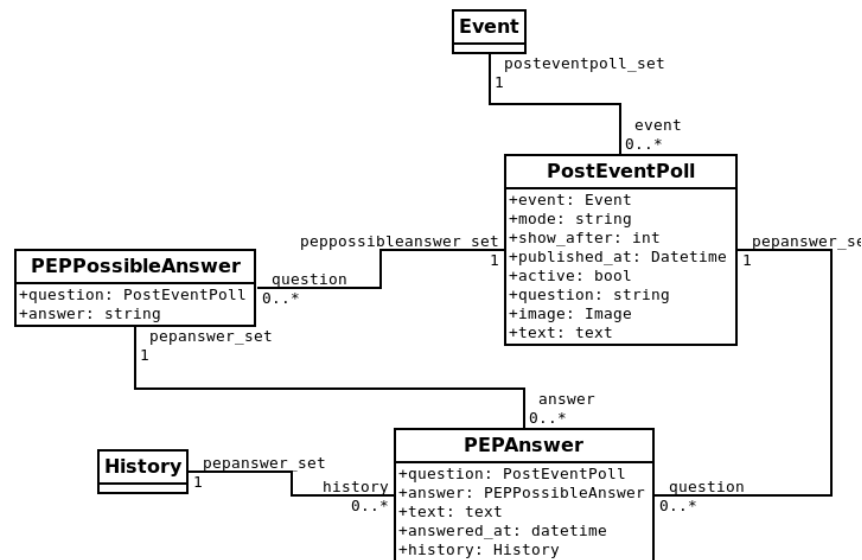 Event
posteventpoll_set
1
event
0..*
PostEventPoll
+event: Event
+mode: string
+show_after: int
+published_at: Datetime
+active: bool
+question: string
+image: Image
+text: text
peppossibleanswer_set
1
pepanswer_se
1
PEPPossibleAnswer
+question: PostEventPoll
+answer: string
question
0..*
pepanswer_set
1
answer
0..*
PEPAnswer
+question: PostEventPoll
+answer: PEPPossibleAnswer
+text: text
+answered_at: datetime
+history: History
History
pepanswer_set
1
history
0..*
question
0..*